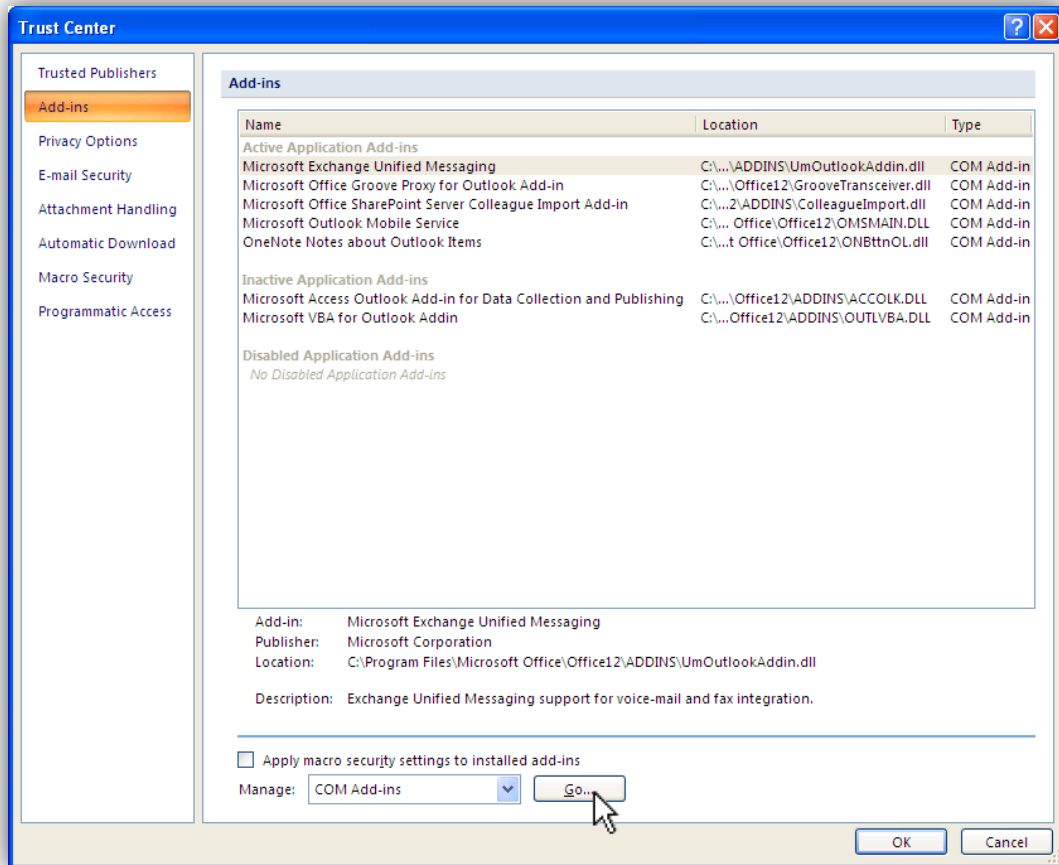 Trust Center
Trusted Publishers
Add-ins
Privacy Options
E-mail Security
Attachment Handling
Automatic Download
Macro Security
Programmatic Access
Add-ins
Name Location Type
Active Application Add-ins
Microsoft Exchange Unified Messaging C:\...\ADDINS\UmOutlookAddin.dll COM Add-in
Microsoft Office Groove Proxy for Outlook Add-in C:\...\Office12\GrooveTransceiver.dll COM Add-in
Microsoft Office SharePoint Server Colleague Import Add-in C:\...2\ADDINS\ColleagueImport.dll COM Add-in
Microsoft Outlook Mobile Service C:\... Office\Office12\OMSMAIN.DLL COM Add-in
OneNote Notes about Outlook Items C:\...t Office\Office12\ONBttnOL.dll COM Add-in
Inactive Application Add-ins
Microsoft Access Outlook Add-in for Data Collection and Publishing C:\...\Office12\ADDINS\ACCOLK.DLL COM Add-in
Microsoft VBA for Outlook Addin C:\...Office12\ADDINS\OUTLVBA.DLL COM Add-in
Disabled Application Add-ins
No Disabled Application Add-ins
Add-in: Microsoft Exchange Unified Messaging
Publisher: Microsoft Corporation
Location: C:\Program Files\Microsoft Office\Office12\ADDINS\UmOutlookAddin.dll
Description: Exchange Unified Messaging support for voice-mail and fax integration.
Apply macro security settings to installed add-ins
Manage: COM Add-ins Go...
OK Cancel